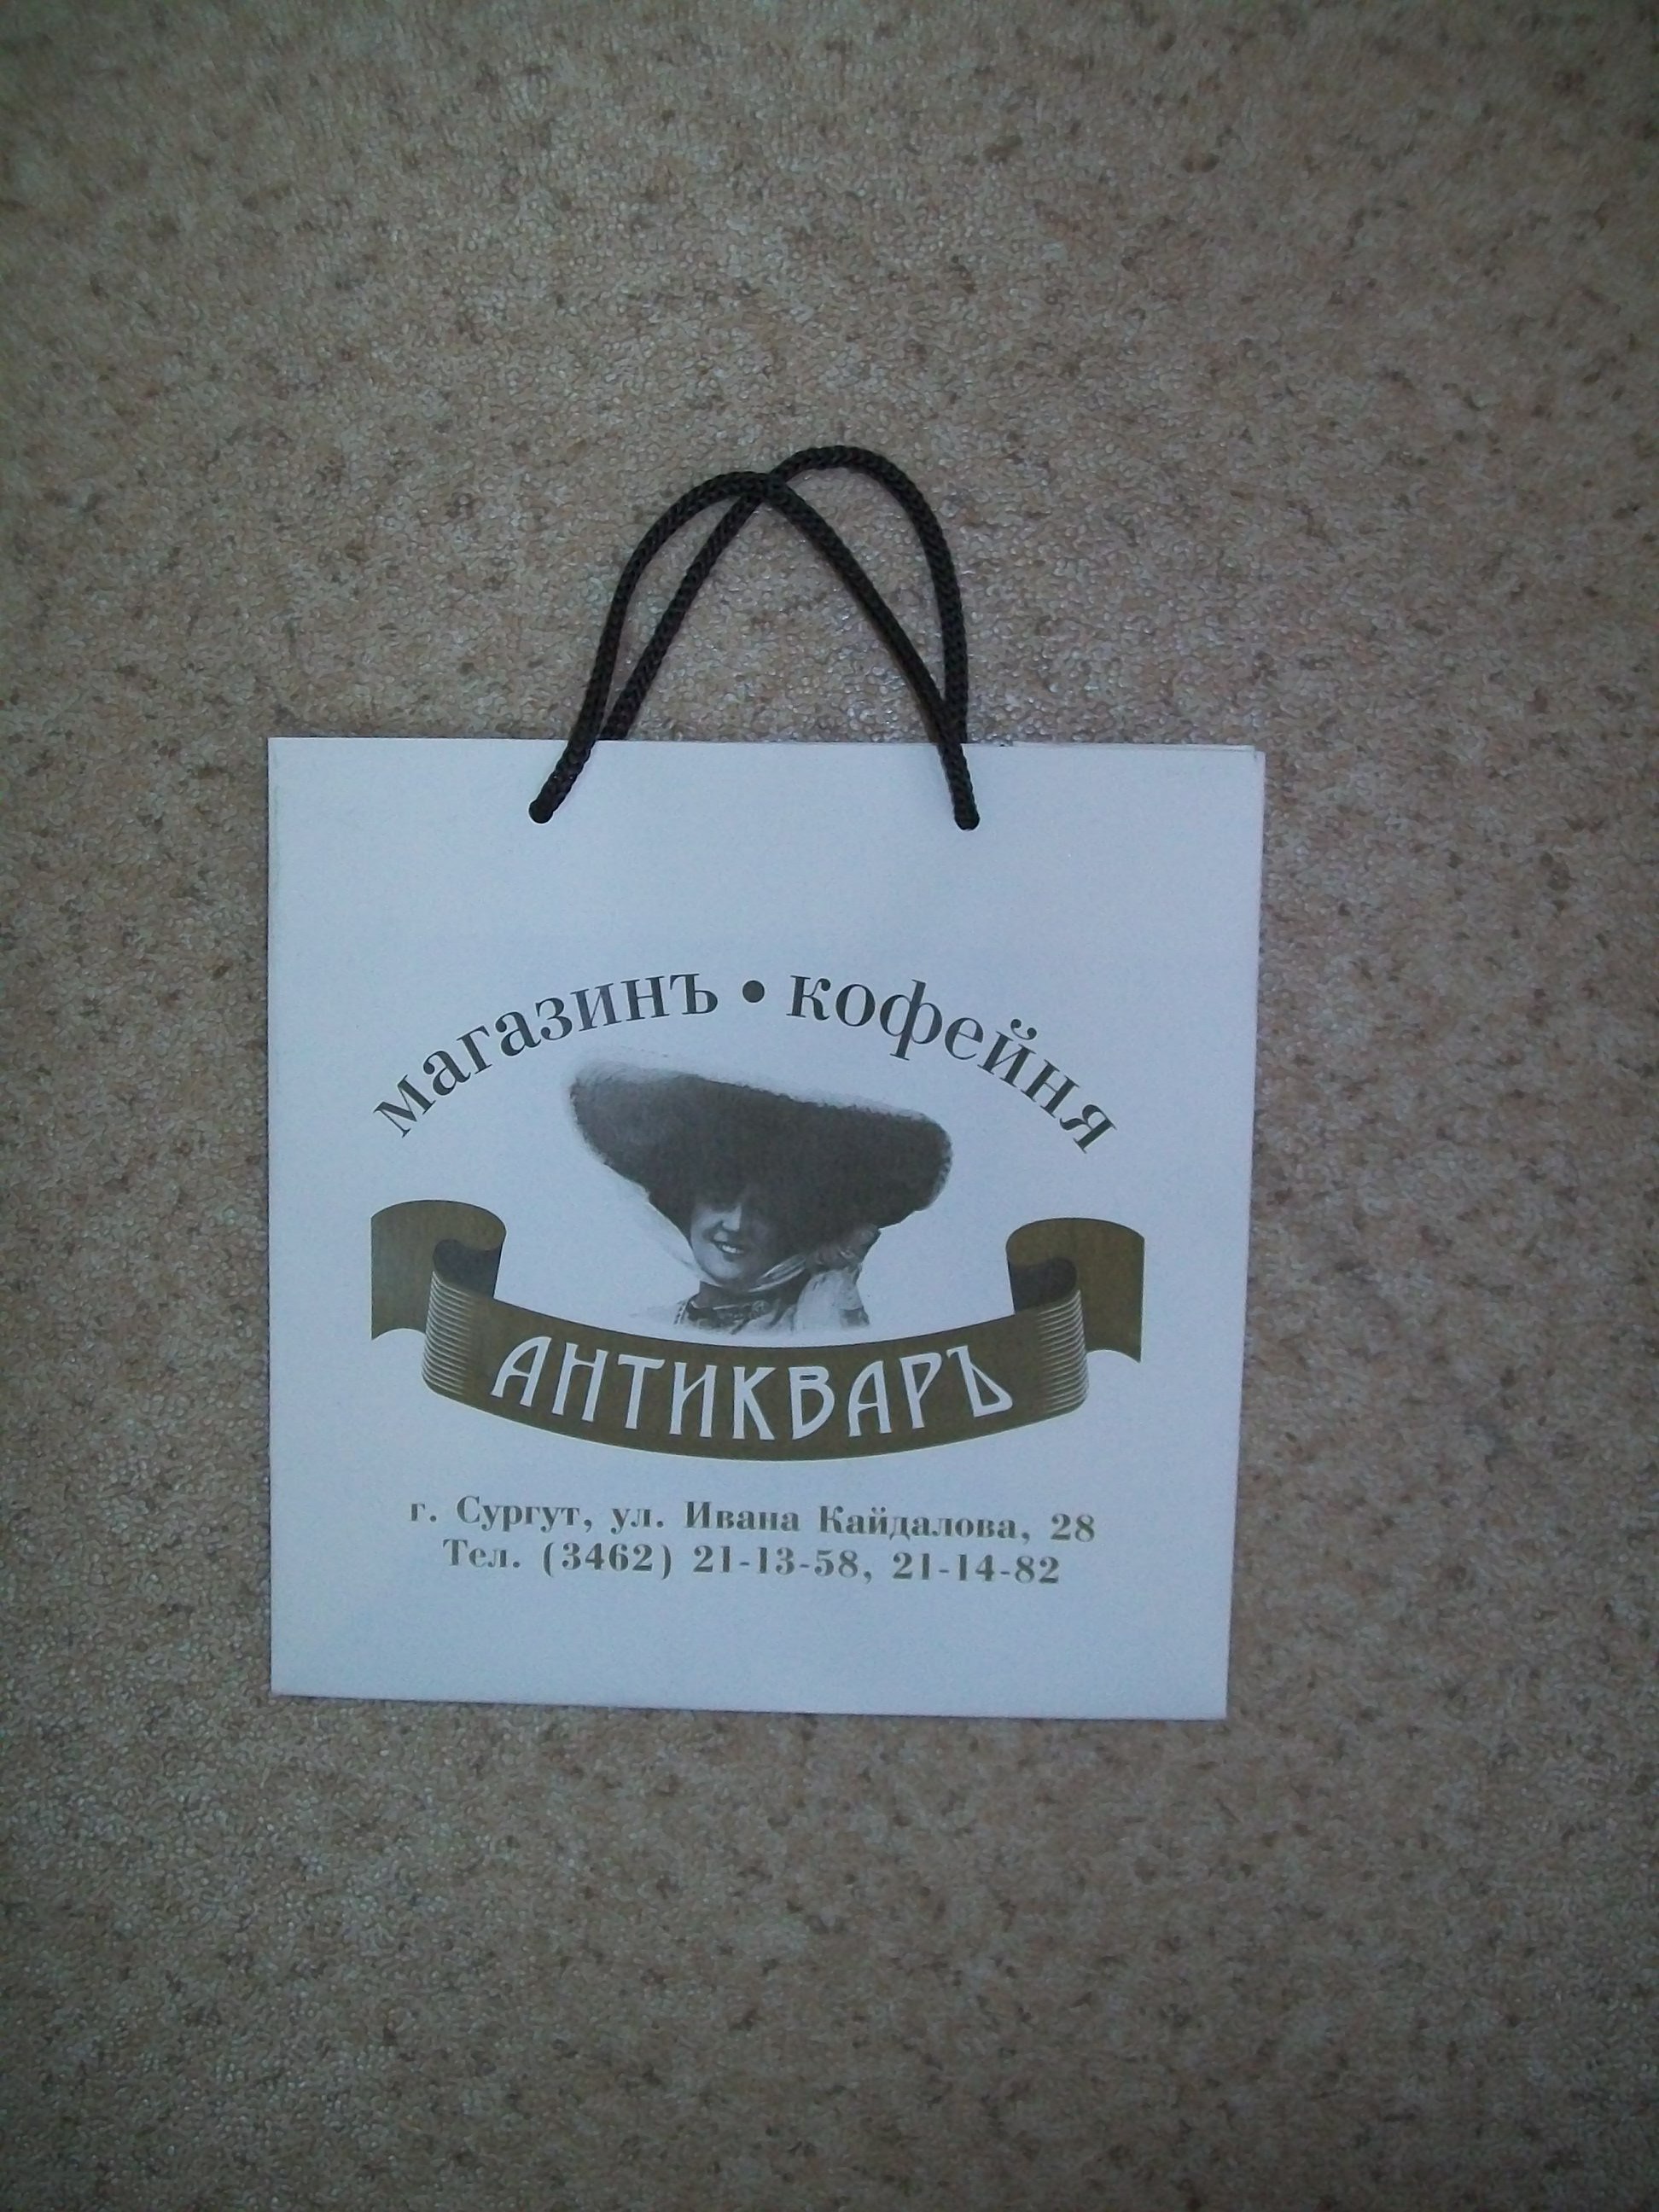 магазинъ • кофейня
АНТИКВАРЪ
г. Сургут, ул. Ивана Кайдалова, 28
Тел. (3462) 21-13-58, 21-14-82